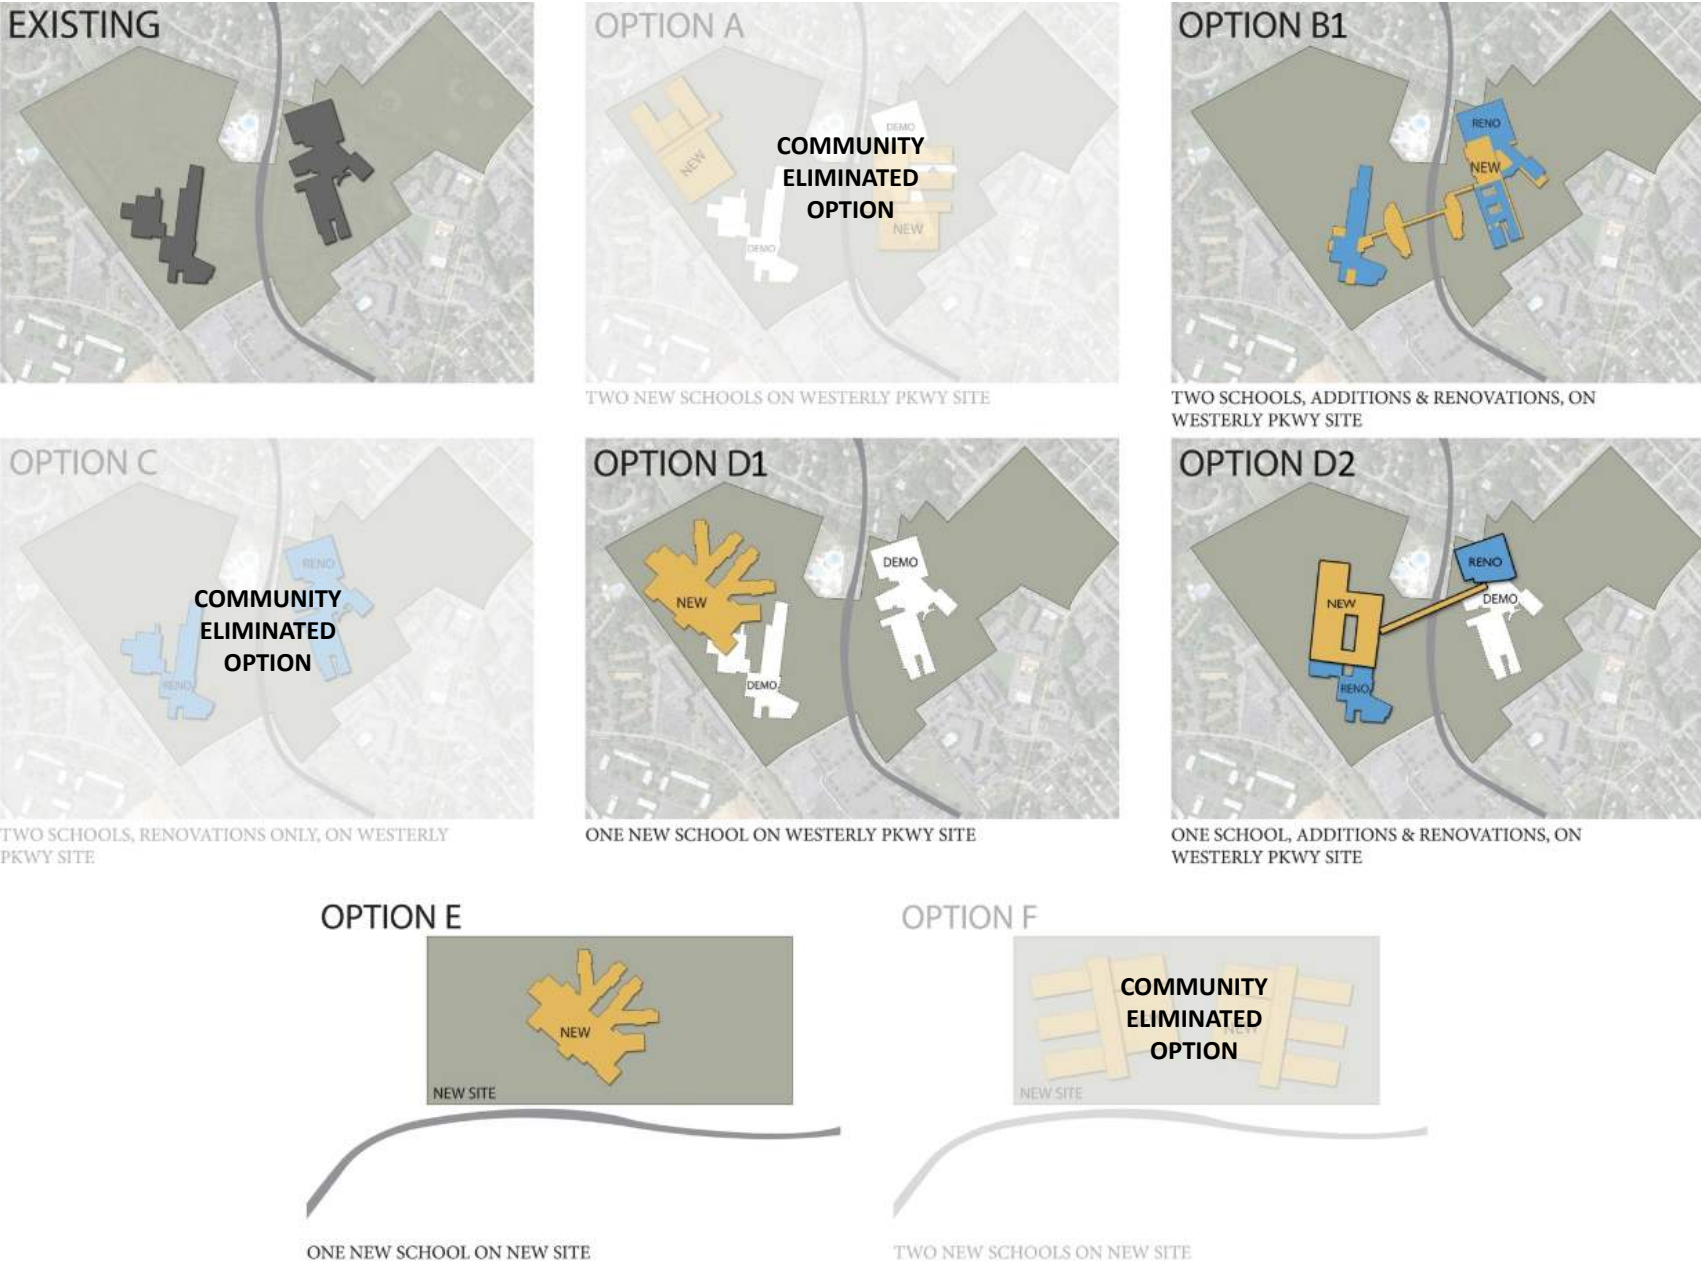 EXISTING
OPTION A
DEMO
NEW
NEW
DEMO
COMMUNITY
ELIMINATED
OPTION
TWO NEW SCHOOLS ON WESTERLY PKWY SITE
OPTION B1
RENO
NEW
TWO SCHOOLS, ADDITIONS & RENOVATIONS, ON
WESTERLY PKWY SITE
OPTION C
RENO
RENO
COMMUNITY
ELIMINATED
OPTION
TWO SCHOOLS, RENOVATIONS ONLY, ON WESTERLY
PKWY SITE
OPTION D1
DEMO
NEW
DEMO
ONE NEW SCHOOL ON WESTERLY PKWY SITE
OPTION D2
RENO
NEW
DEMO
RENO
ONE SCHOOL, ADDITIONS & RENOVATIONS, ON
WESTERLY PKWY SITE
OPTION E
NEW
NEW SITE
ONE NEW SCHOOL ON NEW SITE
OPTION F
COMMUNITY
ELIMINATED
OPTION
NEW
NEW SITE
TWO NEW SCHOOLS ON NEW SITE